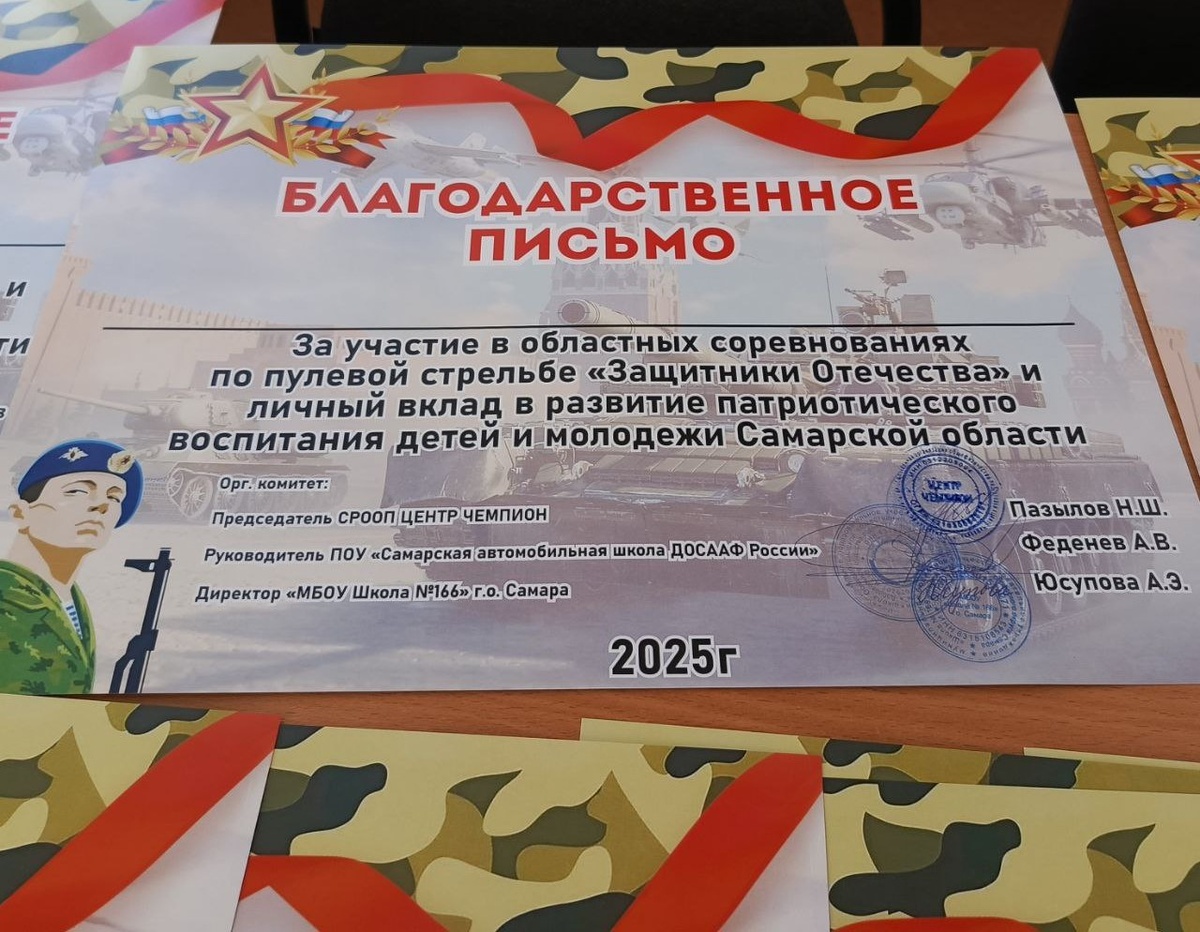 БЛАГОДАРСТВЕННОЕ
ПИСЬМО
За участие в областных соревнованиях
по пулевой стрельбе «Защитники Отечества» и
личный вклад в развитие патриотического
воспитания детей и молодежи Самарской области
Орг. комитет:
Председатель СРООП ЦЕНТР ЧЕМПИОН
Пазылов Н.Ш.
Руководитель ПОУ «Самарская автомобильная школа ДОСААФ России»
Феденев А.В.
Директор «МБОУ Школа №166» г.о. Самара
Юсупова А.Э.
2025г
Е
и
ти
в
ЦЕНТР